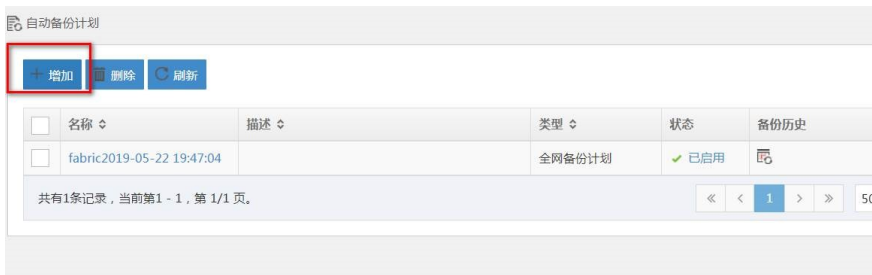 自动备份计划
增加 删除 刷新
名称 描述 类型 状态 备份历史
fabric2019-05-22 19:47:04 全网备份计划 已启用
共有1条记录，当前第1 - 1，第 1/1 页。 « < 1 > » 50